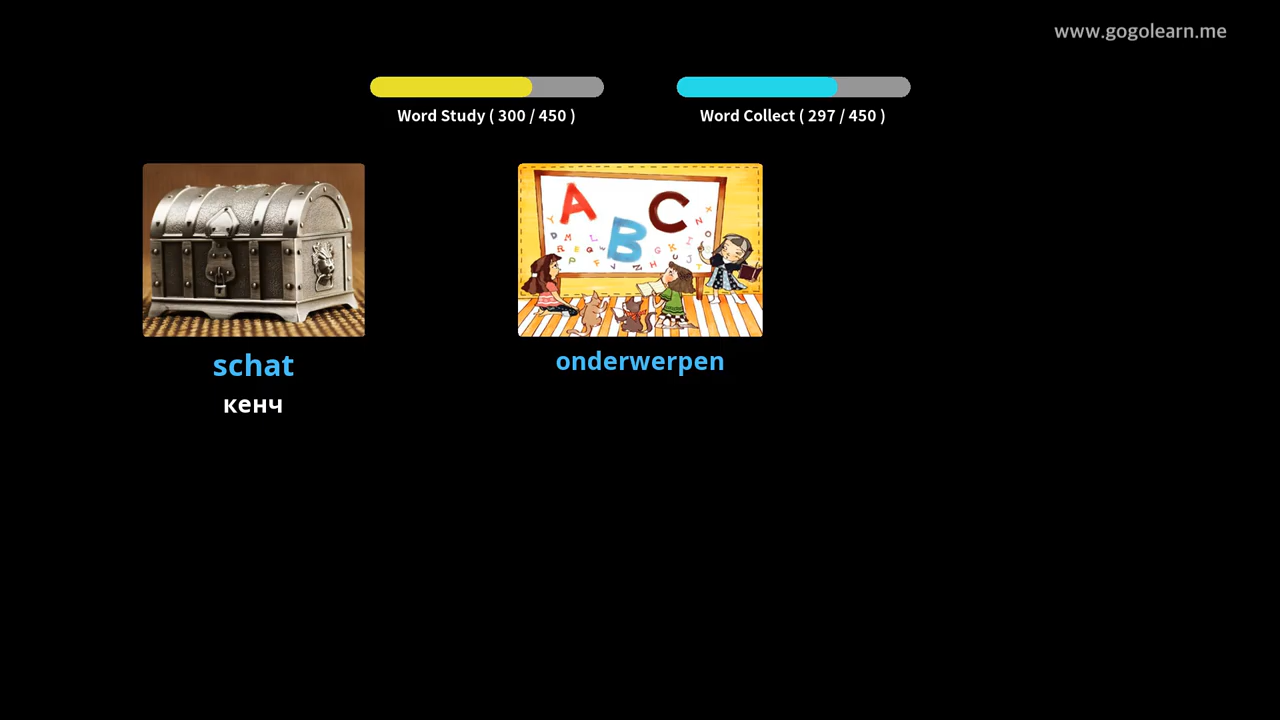 www.gogolearn.me
Word Study ( 300 / 450 )
Word Collect ( 297 / 450 )
A
B
C
schat
кенч
onderwerpen